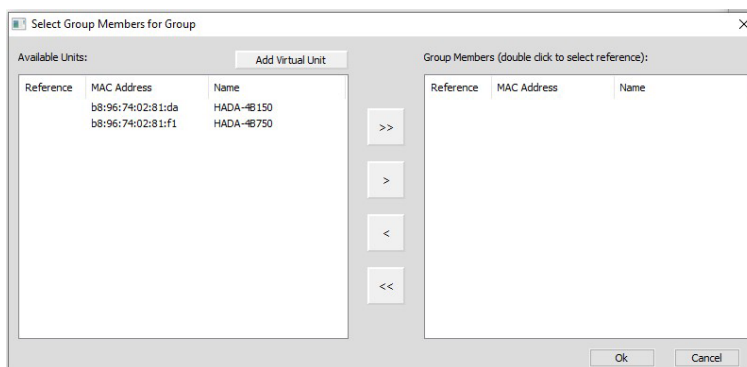 Select Group Members for Group
Available Units:
Add Virtual Unit
Reference MAC Address Name
b8:96:74:02:81:da HADA-4B150
b8:96:74:02:81:f1 HADA-4B750
>>
>
<
<<
Group Members (double click to select reference):
Reference MAC Address Name
Ok Cancel